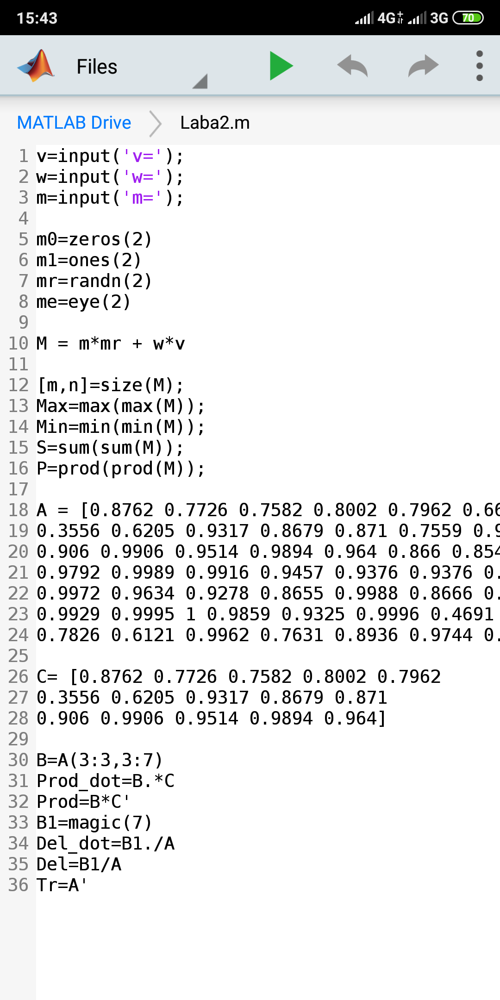 15:43 4G+ 3G 70
Files
MATLAB Drive Laba2.m
1 v=input('v=');
2 w=input('w=');
3 m=input('m=');
4
5 m0=zeros(2)
6 m1=ones(2)
7 mr=randn(2)
8 me=eye(2)
9
10 M = m*mr + w*v
11
12 [m,n]=size(M);
13 Max=max(max(M));
14 Min=min(min(M));
15 S=sum(sum(M));
16 P=prod(prod(M));
17
18 A = [0.8762 0.7726 0.7582 0.8002 0.7962 0.66
19 0.3556 0.6205 0.9317 0.8679 0.871 0.7559 0.9
20 0.906 0.9906 0.9514 0.9894 0.964 0.866 0.854
21 0.9792 0.9989 0.9916 0.9457 0.9376 0.9376 0.
22 0.9972 0.9634 0.9278 0.8655 0.9988 0.8666 0.
23 0.9929 0.9995 1 0.9859 0.9325 0.9996 0.4691
24 0.7826 0.6121 0.9962 0.7631 0.8936 0.9744 0.
25
26 C= [0.8762 0.7726 0.7582 0.8002 0.7962
27 0.3556 0.6205 0.9317 0.8679 0.871
28 0.906 0.9906 0.9514 0.9894 0.964]
29
30 B=A(3:3,3:7)
31 Prod_dot=B.*C
32 Prod=B*C'
33 B1=magic(7)
34 Del_dot=B1./A
35 Del=B1/A
36 Tr=A'